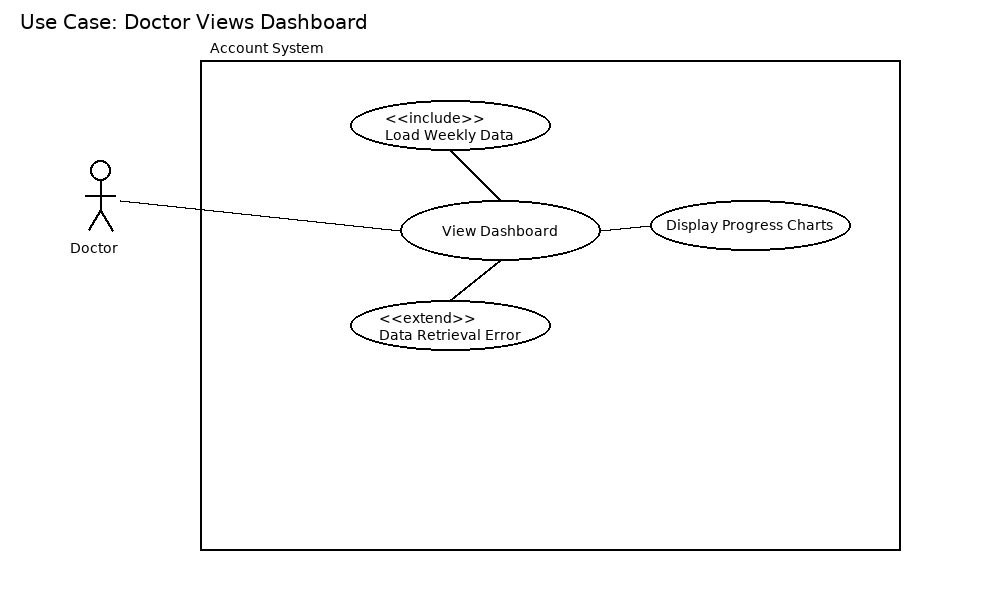 Use Case: Doctor Views Dashboard
Account System
<<include>>
Load Weekly Data
Doctor
View Dashboard
Display Progress Charts
<<extend>>
Data Retrieval Error